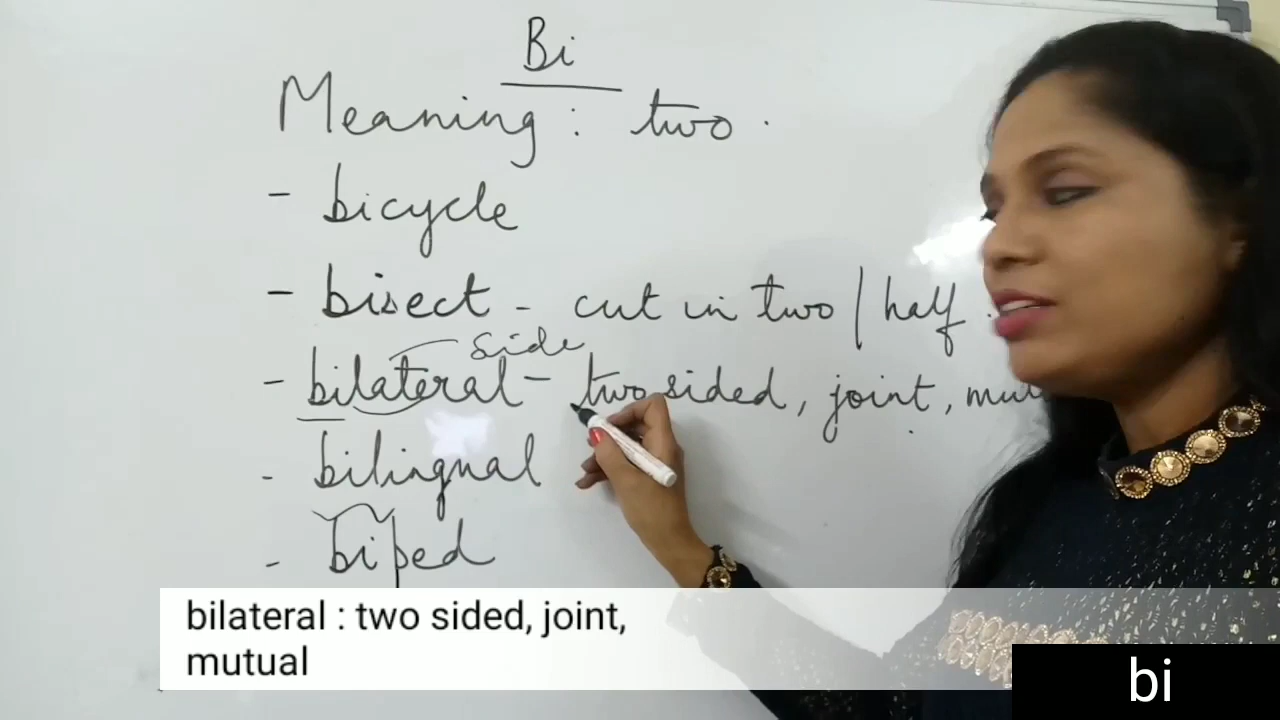 Bi
Meaning : two .
- bicycle
- bisect - cut in two / half .
side
- bilateral - two sided, joint, mut
- bilingual
- biped
bilateral : two sided, joint,
mutual
bi